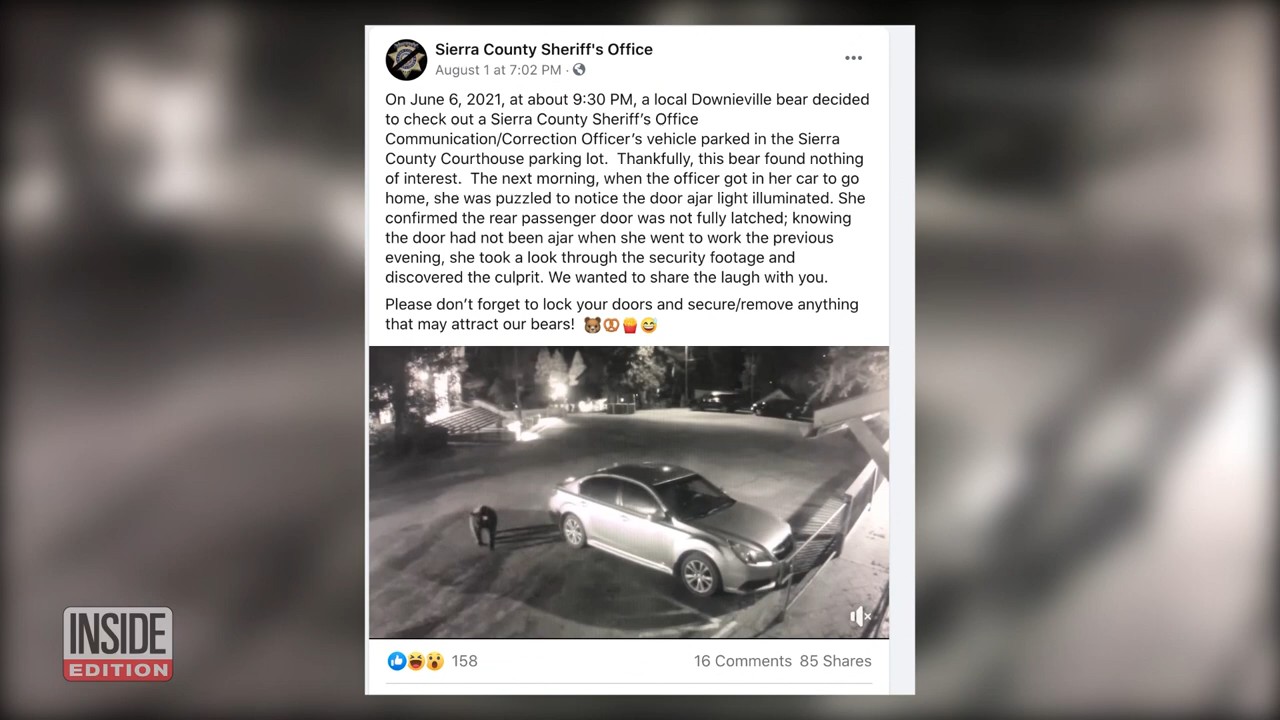 Sierra County Sheriff's Office
August 1 at 7:02 PM ·
On June 6, 2021, at about 9:30 PM, a local Downieville bear decided
to check out a Sierra County Sheriff's Office
Communication/Correction Officer's vehicle parked in the Sierra
County Courthouse parking lot.  Thankfully, this bear found nothing
of interest.  The next morning, when the officer got in her car to go
home, she was puzzled to notice the door ajar light illuminated. She
confirmed the rear passenger door was not fully latched; knowing
the door had not been ajar when she went to work the previous
evening, she took a look through the security footage and
discovered the culprit. We wanted to share the laugh with you.
Please don't forget to lock your doors and secure/remove anything
that may attract our bears! 🐻🥨🍟😅
158
16 Comments 85 Shares
INSIDE
EDITION